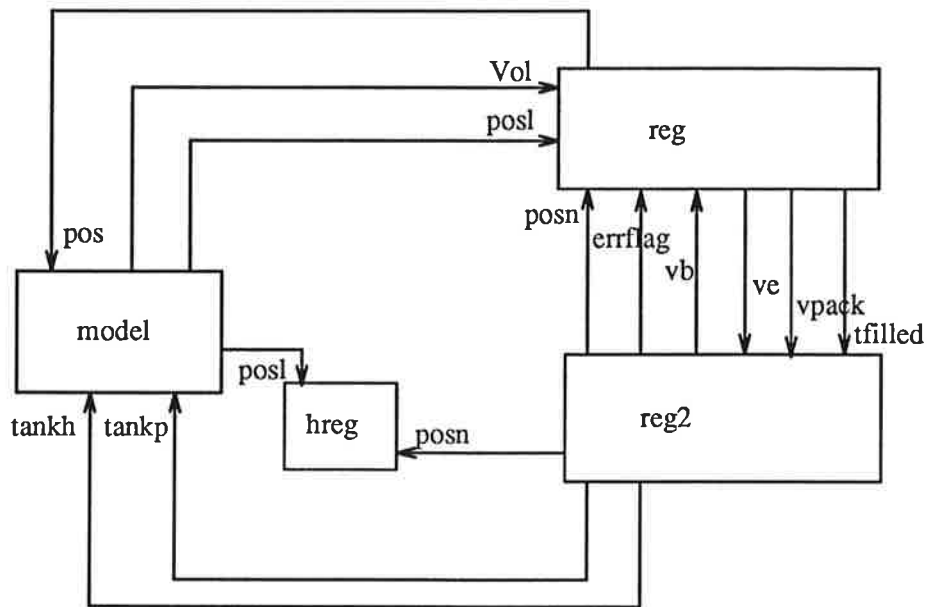 Vol
posl
reg
posn
errflag
pos
vb
ve
vpack
model
tfilled
posl
tankh
tankp
hreg
posn
reg2